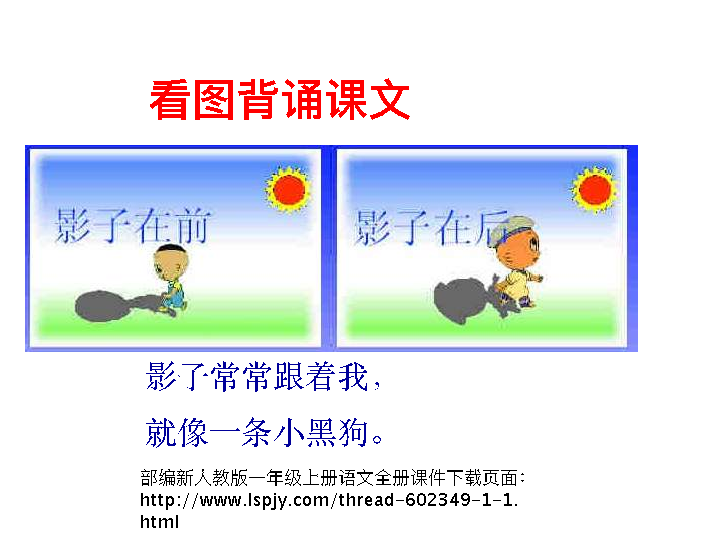 看图背诵课文
影子在前
影子在后
影了常常跟着我，
就像一条小黑狗。
部编新人教版一年级上册语文全册课件下载页面：
http://www.lspjy.com/thread-602349-1-1.
html